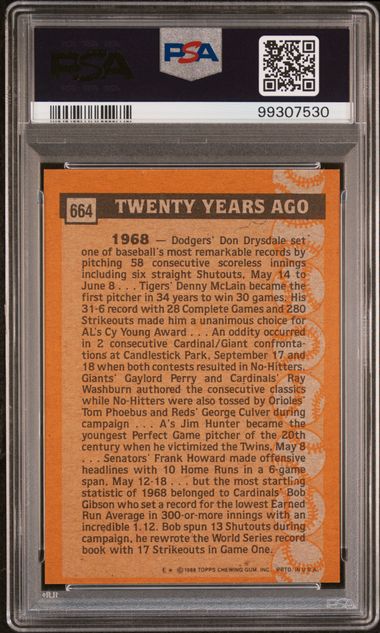 PSA
PSA
99307530
664
TWENTY YEARS AGO
1968 — Dodgers' Don Drysdale set
one of baseball's most remarkable records by
pitching 58 consecutive scoreless innings
including six straight Shutouts, May 14 to
June 8 . . . Tigers' Denny McLain became the
first pitcher in 34 years to win 30 games. His
31-6 record with 28 Complete Games and 280
Strikeouts made him a unanimous choice for
AL's Cy Young Award . . . An oddity occurred
in 2 consecutive Cardinal/Giant confronta-
tions at Candlestick Park, September 17 and
18 when both contests resulted in No-Hitters.
Giants' Gaylord Perry and Cardinals' Ray
Washburn authored the consecutive classics
while No-Hitters were also tossed by Orioles'
Tom Phoebus and Reds' George Culver during
campaign . . . A's Jim Hunter became the
youngest Perfect Game pitcher of the 20th
century when he victimized the Twins, May 8
. . . Senators' Frank Howard made offensive
headlines with 10 Home Runs in a 6-game
span, May 12-18 . . . but the most startling
statistic of 1968 belonged to Cardinals' Bob
Gibson who set a record for the lowest Earned
Run Average in 300-or-more innings with an
incredible 1.12. Bob spun 13 Shutouts during
campaign, he rewrote the World Series record
book with 17 Strikeouts in Game One.
E* ©1988 TOPPS CHEWING GUM, INC. PRTD. IN U.S.A.
PSA